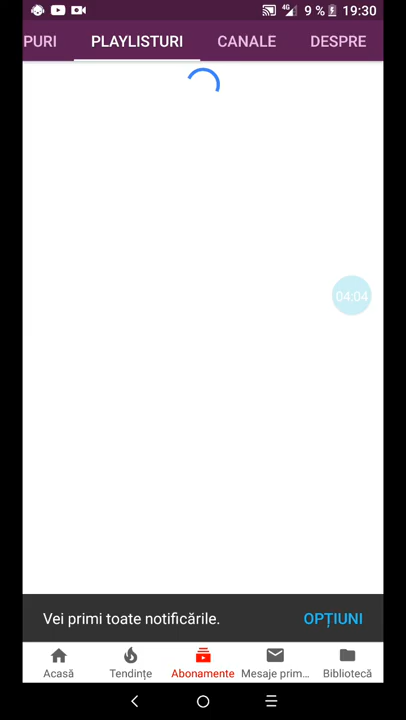 4G 9 % 19:30
PURI PLAYLISTURI CANALE DESPRE
04:04
Vei primi toate notificările. OPȚIUNI
Acasă Tendințe Abonamente Mesaje prim... Bibliotecă